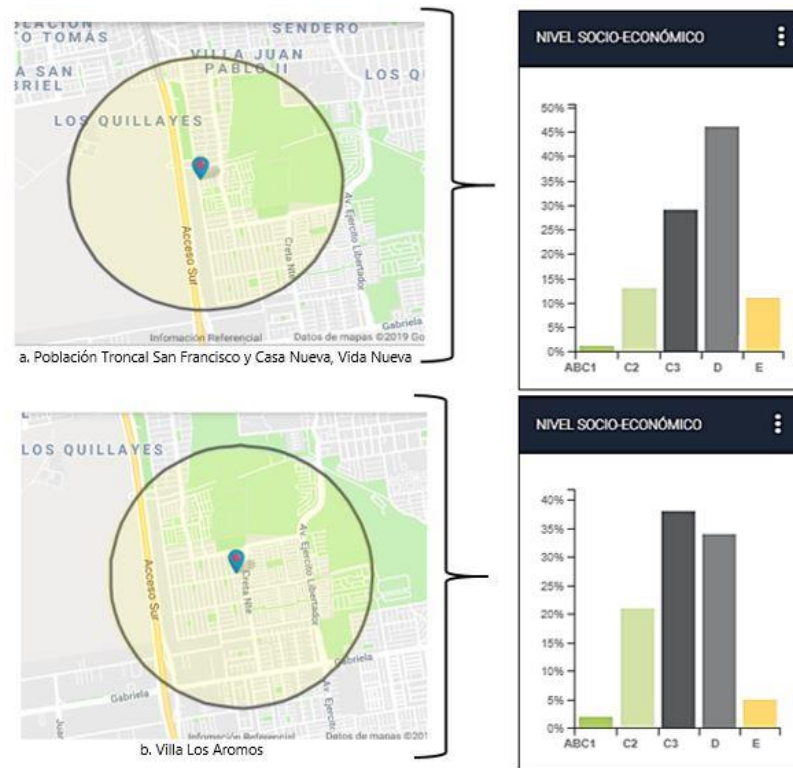 SENDERO
O TOMÁS
VILLA JUAN
PABLO II
A SAN
LOS QUILLAYES
Acceso Sur
Av. Ejercito Libertador
Creta Nte
Gabriela
Información Referencial
Datos de mapas ©2019 Go
a. Población Troncal San Francisco y Casa Nueva, Vida Nueva
NIVEL SOCIO-ECONÓMICO
50%
45%
40%
35%
30%
25%
20%
15%
10%
5%
0%
ABC1 C2 C3 D E
LOS QUILLAYES
Acceso Sur
Creta Nte
Av. Ejercito Libertador
Gabriela
Gabriela
Información Referencial
Datos de mapas ©201
b. Villa Los Aromos
NIVEL SOCIO-ECONÓMICO
40%
35%
30%
25%
20%
15%
10%
5%
0%
ABC1 C2 C3 D E